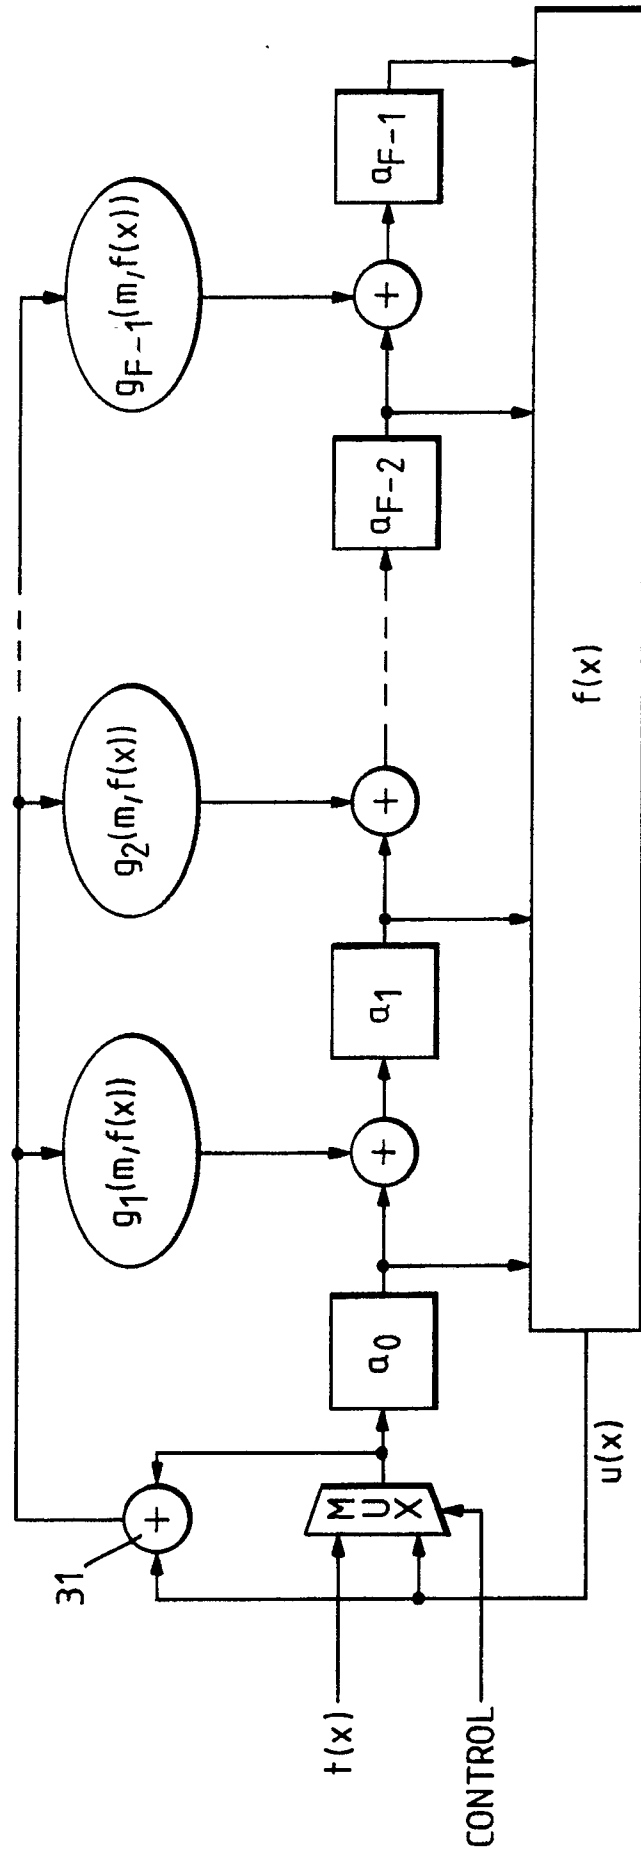 g1(m,f(x))
g2(m,f(x))
gF-1(m,f(x))
31
t(x)
MUX
a0
a1
aF-2
aF-1
CONTROL
u(x)
f(x)